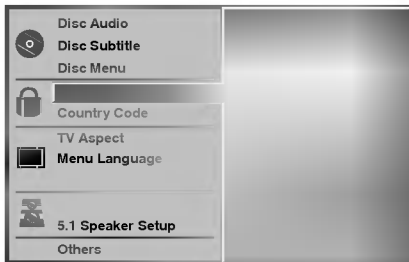 Disc Audio
Disc Subtitle
Disc Menu
Country Code
TV Aspect
Menu Language
5.1 Speaker Setup
Others